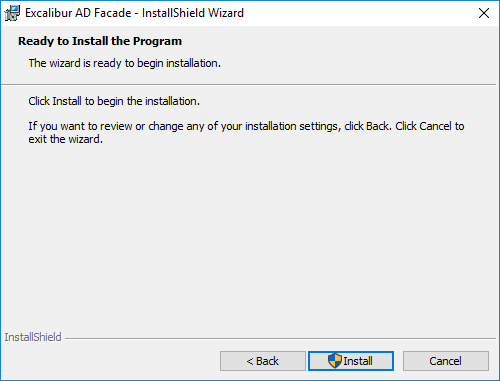 Excalibur AD Facade - InstallShield Wizard
Ready to Install the Program
The wizard is ready to begin installation.
Click Install to begin the installation.
If you want to review or change any of your installation settings, click Back. Click Cancel to
exit the wizard.
InstallShield
< Back
Install
Cancel